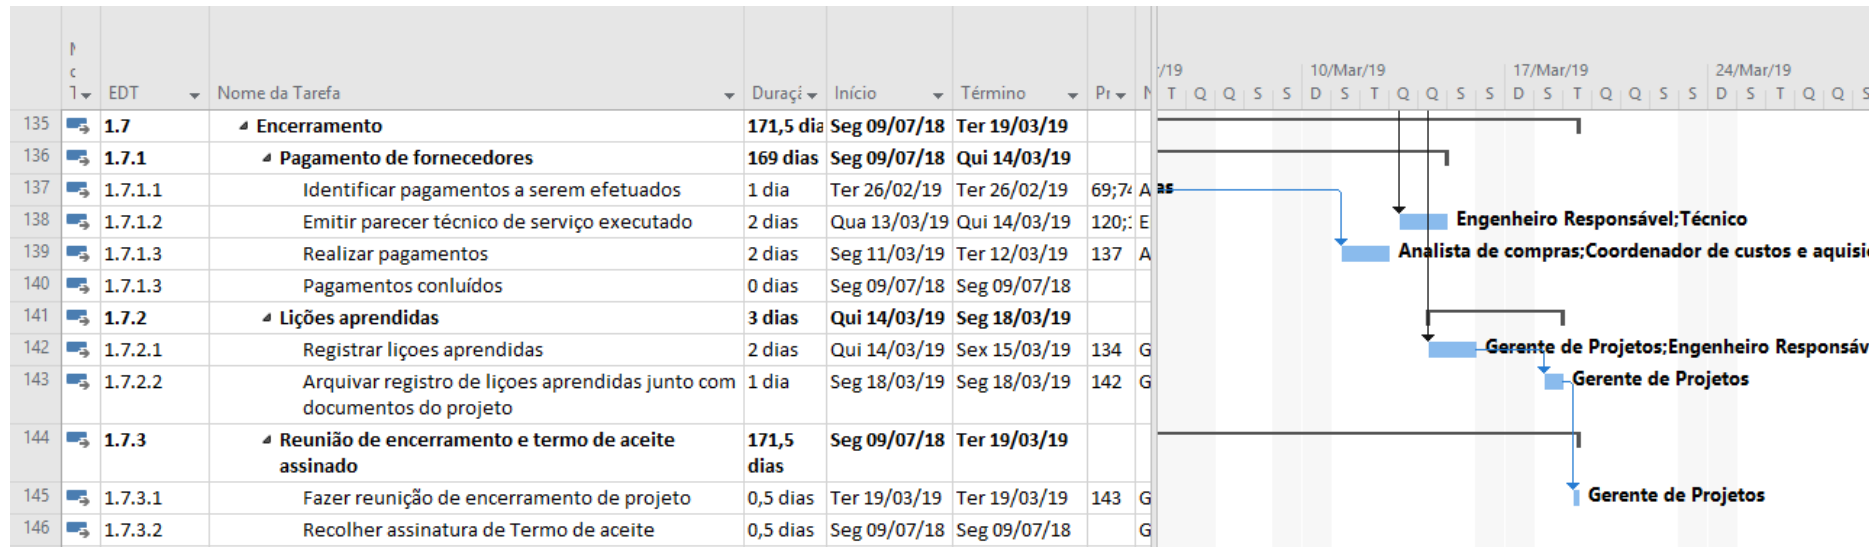 /19 10/Mar/19 17/Mar/19 24/Mar/19
EDT Nome da Tarefa Duraçã Início Término Pr T Q Q S S D S T Q Q S S D S T Q Q S S D S T Q Q S
135 1.7 Encerramento 171,5 dia Seg 09/07/18 Ter 19/03/19
136 1.7.1 Pagamento de fornecedores 169 dias Seg 09/07/18 Qui 14/03/19
137 1.7.1.1 Identificar pagamentos a serem efetuados 1 dia Ter 26/02/19 Ter 26/02/19 69;74 A as
138 1.7.1.2 Emitir parecer técnico de serviço executado 2 dias Qua 13/03/19 Qui 14/03/19 120; E Engenheiro Responsável;Técnico
139 1.7.1.3 Realizar pagamentos 2 dias Seg 11/03/19 Ter 12/03/19 137 A Analista de compras;Coordenador de custos e aquisi
140 1.7.1.3 Pagamentos conluídos 0 dias Seg 09/07/18 Seg 09/07/18
141 1.7.2 Lições aprendidas 3 dias Qui 14/03/19 Seg 18/03/19
142 1.7.2.1 Registrar liçoes aprendidas 2 dias Qui 14/03/19 Sex 15/03/19 134 G Gerente de Projetos;Engenheiro Responsáv
143 1.7.2.2 Arquivar registro de liçoes aprendidas junto com 1 dia Seg 18/03/19 Seg 18/03/19 142 G Gerente de Projetos
documentos do projeto
144 1.7.3 Reunião de encerramento e termo de aceite 171,5 Seg 09/07/18 Ter 19/03/19
assinado dias
145 1.7.3.1 Fazer reunição de encerramento de projeto 0,5 dias Ter 19/03/19 Ter 19/03/19 143 G Gerente de Projetos
146 1.7.3.2 Recolher assinatura de Termo de aceite 0,5 dias Seg 09/07/18 Seg 09/07/18 G